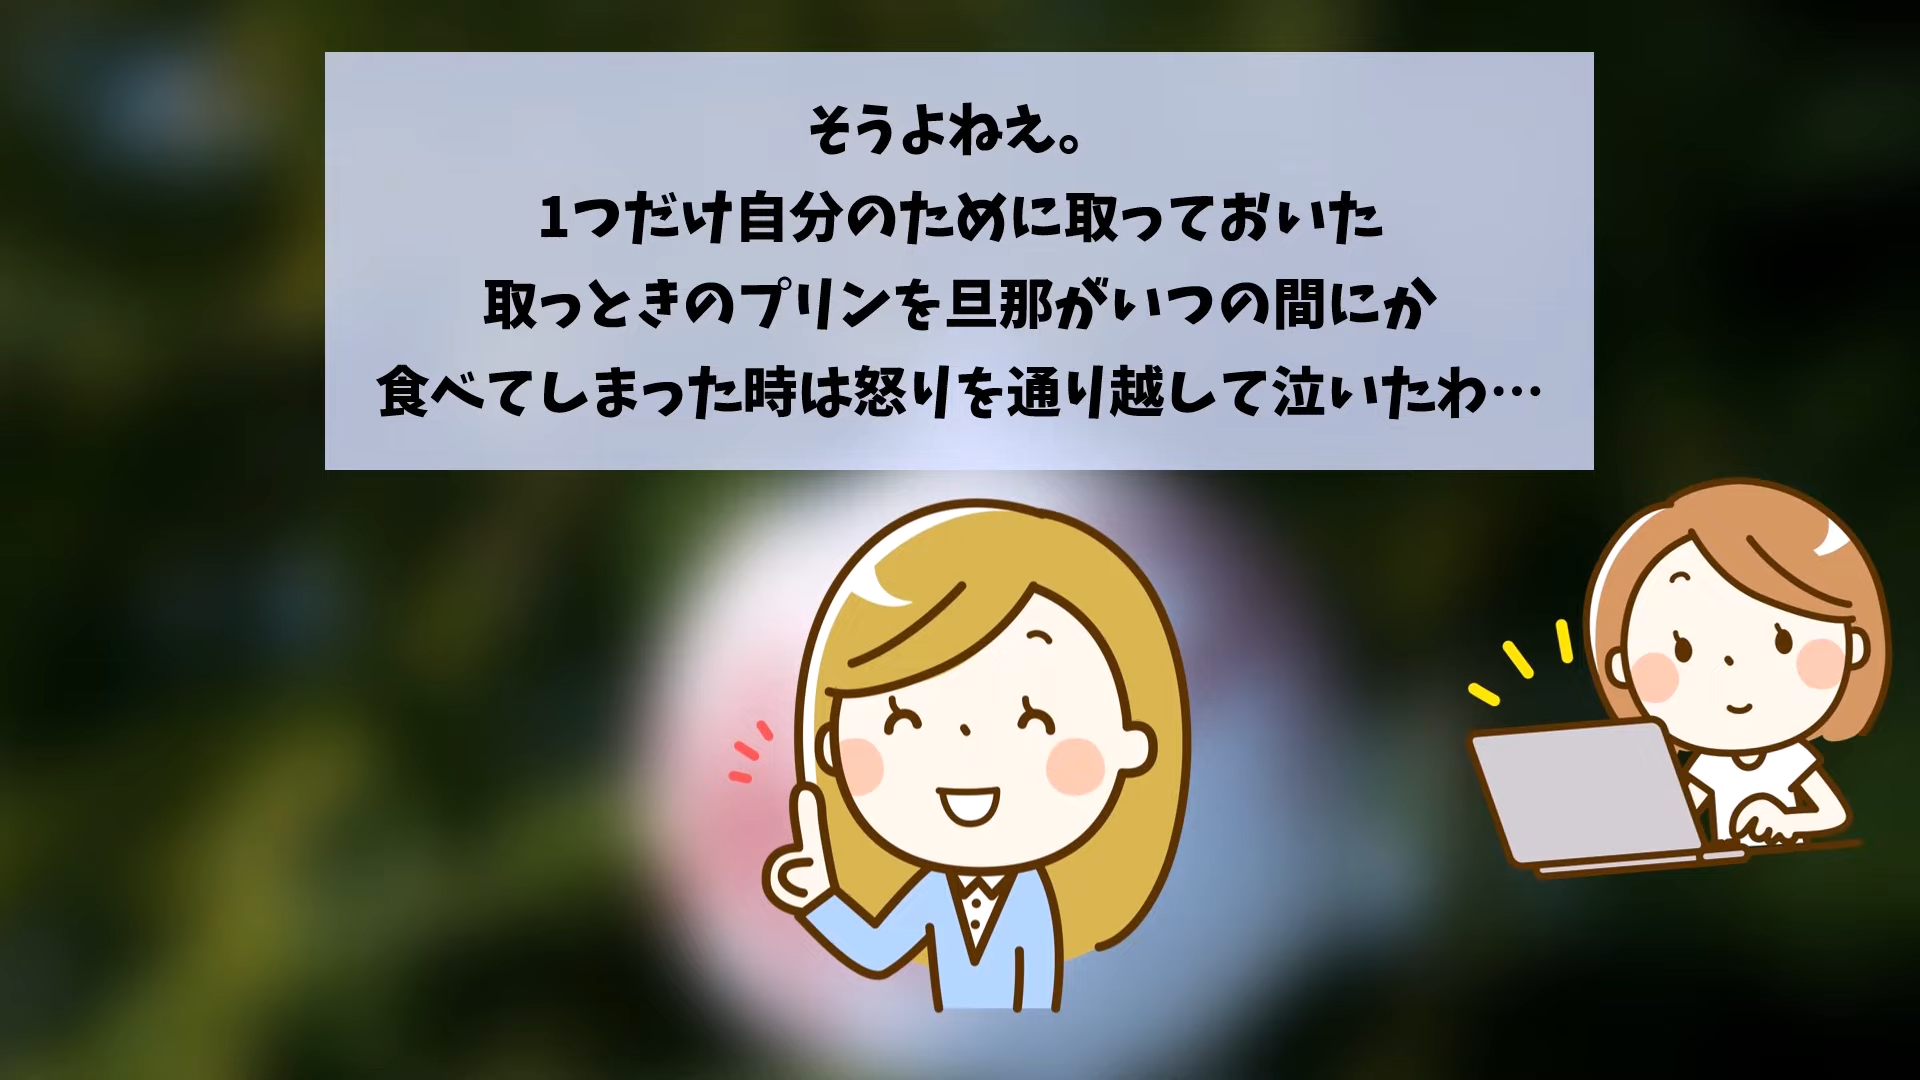 そうよねえ。
1つだけ自分のために取っておいた
取っときのプリンを旦那がいつの間にか
食べてしまった時は怒りを通り越して泣いたわ…